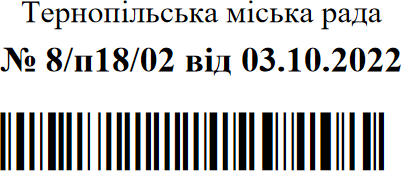 Тернопільська міська рада
№ 8/п18/02 від 03.10.2022